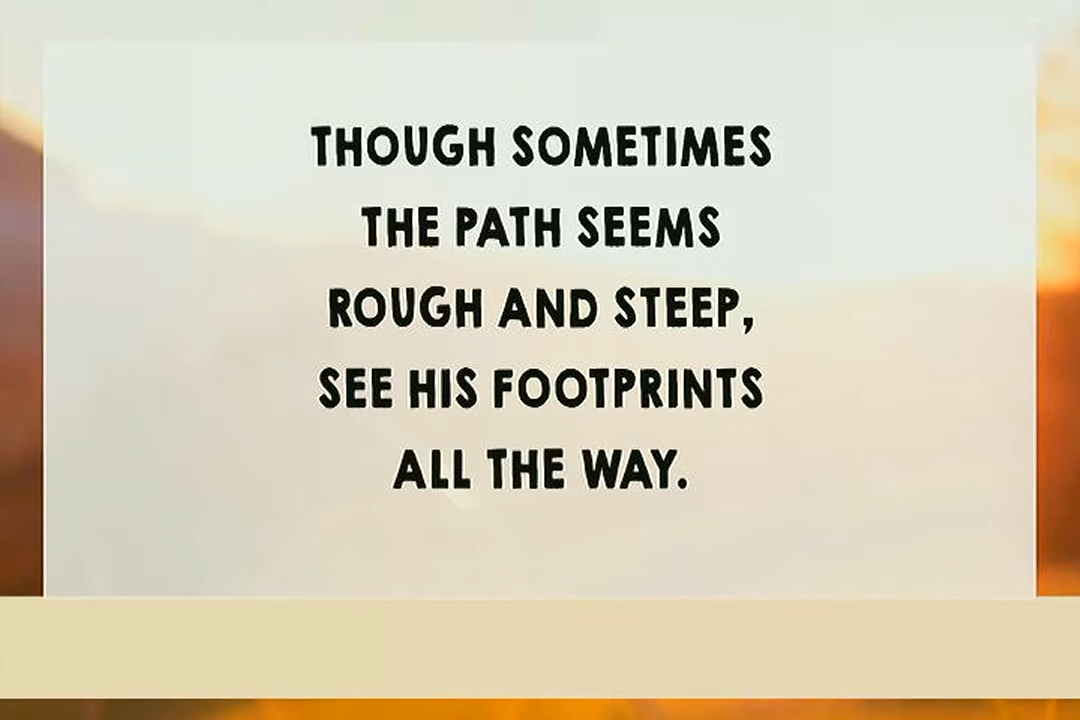 THOUGH SOMETIMES
THE PATH SEEMS
ROUGH AND STEEP,
SEE HIS FOOTPRINTS
ALL THE WAY.